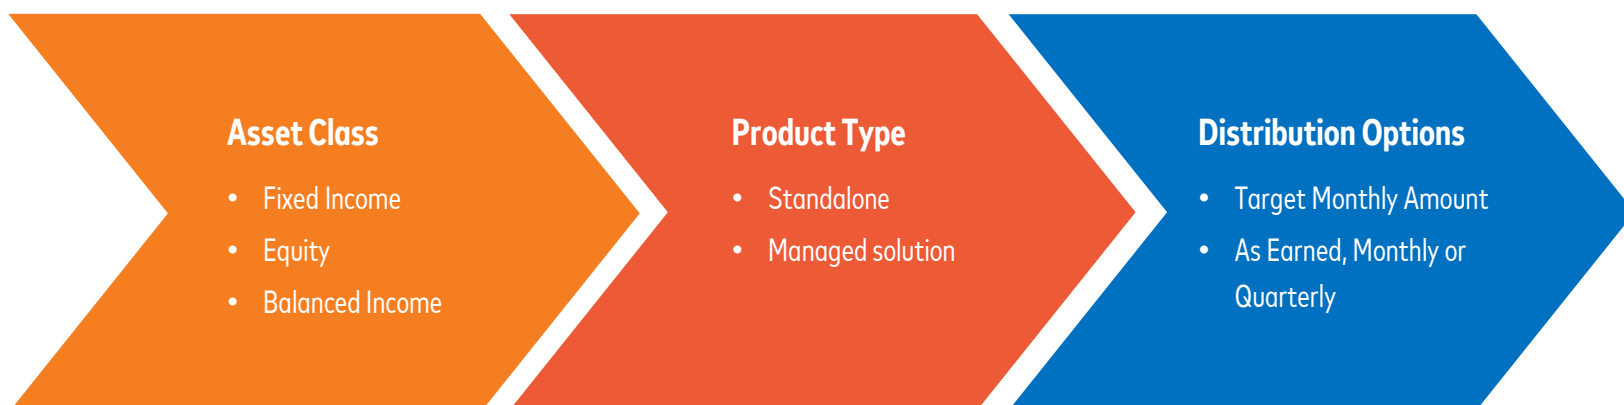 Asset Class
• Fixed Income
• Equity
• Balanced Income
Product Type
• Standalone
• Managed solution
Distribution Options
• Target Monthly Amount
• As Earned, Monthly or
Quarterly